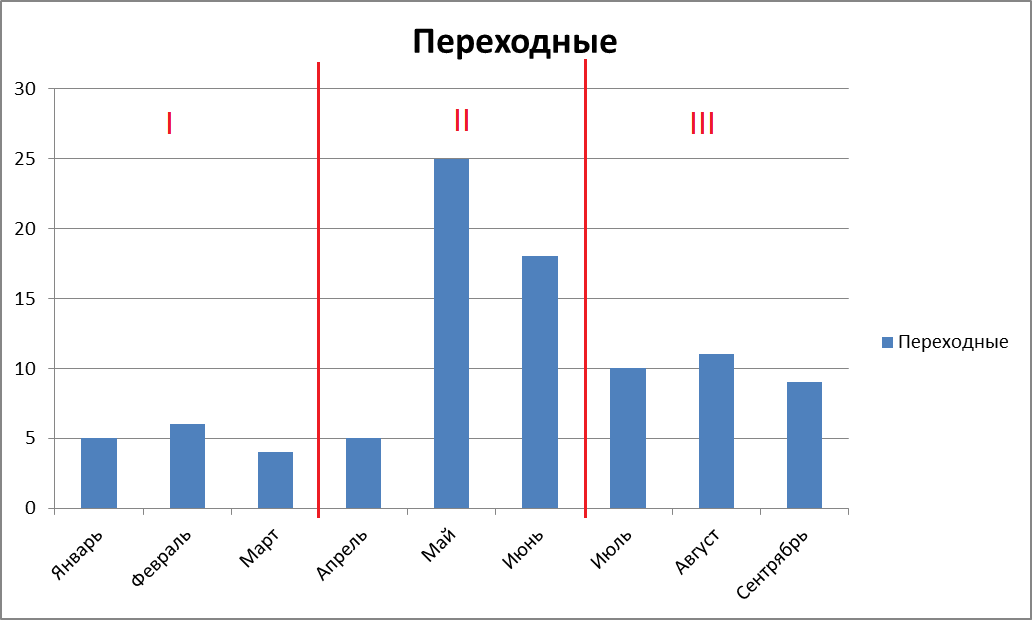 Переходные
30
I
II
III
25
20
15
10
5
0
Переходные
Январь
Февраль
Март
Апрель
Май
Июнь
Июль
Август
Сентрябрь